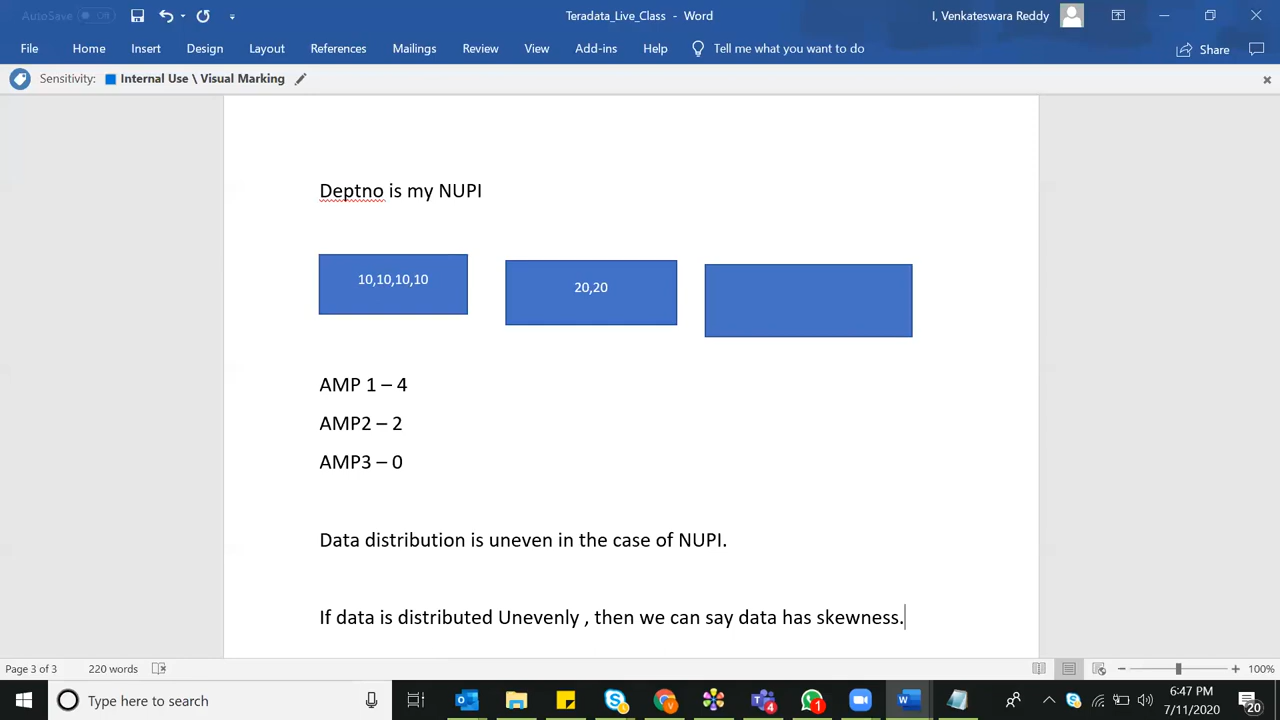 AutoSave Off
Teradata_Live_Class - Word
I, Venkateswara Reddy
File Home Insert Design Layout References Mailings Review View Add-ins Help Tell me what you want to do Share
Sensitivity: Internal Use \ Visual Marking
Deptno is my NUPI
10,10,10,10
20,20
AMP 1 – 4
AMP2 – 2
AMP3 – 0
Data distribution is uneven in the case of NUPI.
If data is distributed Unevenly , then we can say data has skewness.
Page 3 of 3 220 words 100%
Type here to search
6:47 PM
7/11/2020
4
1
20